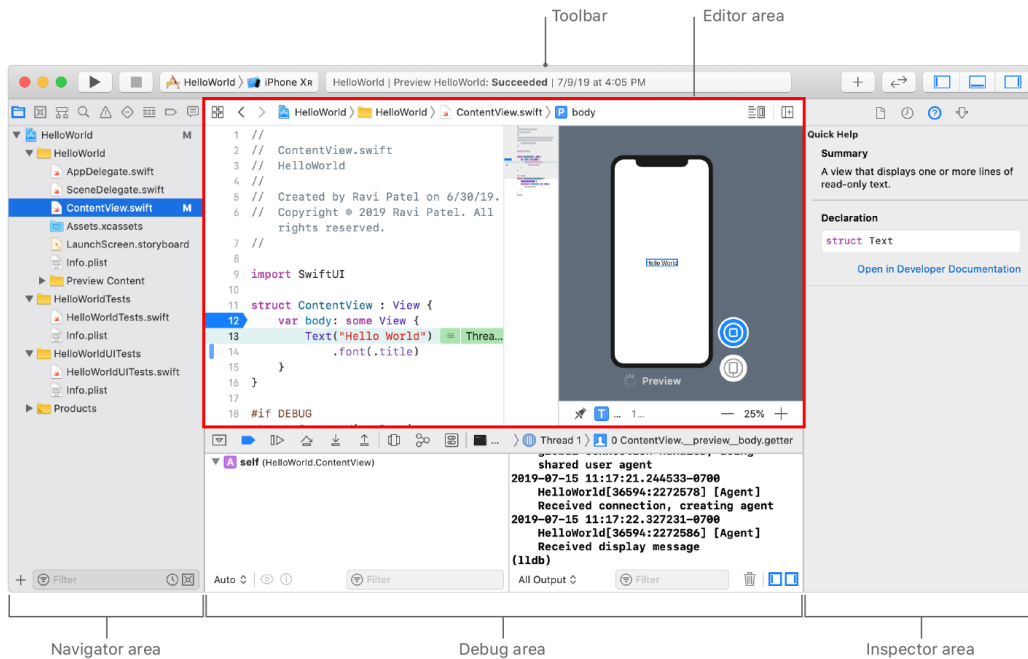 Toolbar
Editor area
HelloWorld
iPhone XR
HelloWorld | Preview HelloWorld: Succeeded | 7/9/19 at 4:05 PM
HelloWorld M
HelloWorld
AppDelegate.swift
SceneDelegate.swift
ContentView.swift M
Assets.xcassets
LaunchScreen.storyboard
Info.plist
Preview Content
HelloWorldTests
HelloWorldTests.swift
Info.plist
HelloWorldUITests
HelloWorldUITests.swift
Info.plist
Products
Filter
HelloWorld HelloWorld ContentView.swift P body
1 //
2 // ContentView.swift
3 // HelloWorld
4 //
5 // Created by Ravi Patel on 6/30/19.
6 // Copyright © 2019 Ravi Patel. All
rights reserved.
7 //
8
9 import SwiftUI
10
11 struct ContentView : View {
12 var body: some View {
13 Text("Hello World") = Threa...
14 .font(.title)
15 }
16 }
17
18 #if DEBUG
Hello World
Preview
T ... 1... 25%
Quick Help
Summary
A view that displays one or more lines of
read-only text.
Declaration
struct Text
Open in Developer Documentation
... Thread 1 0 ContentView.__preview__body.getter
A self (HelloWorld.ContentView)
Auto
Filter
shared user agent
2019-07-15 11:17:21.244533-0700
HelloWorld[36594:2272578] [Agent]
Received connection, creating agent
2019-07-15 11:17:22.327231-0700
HelloWorld[36594:2272586] [Agent]
Received display message
(lldb)
All Output
Filter
Navigator area
Debug area
Inspector area